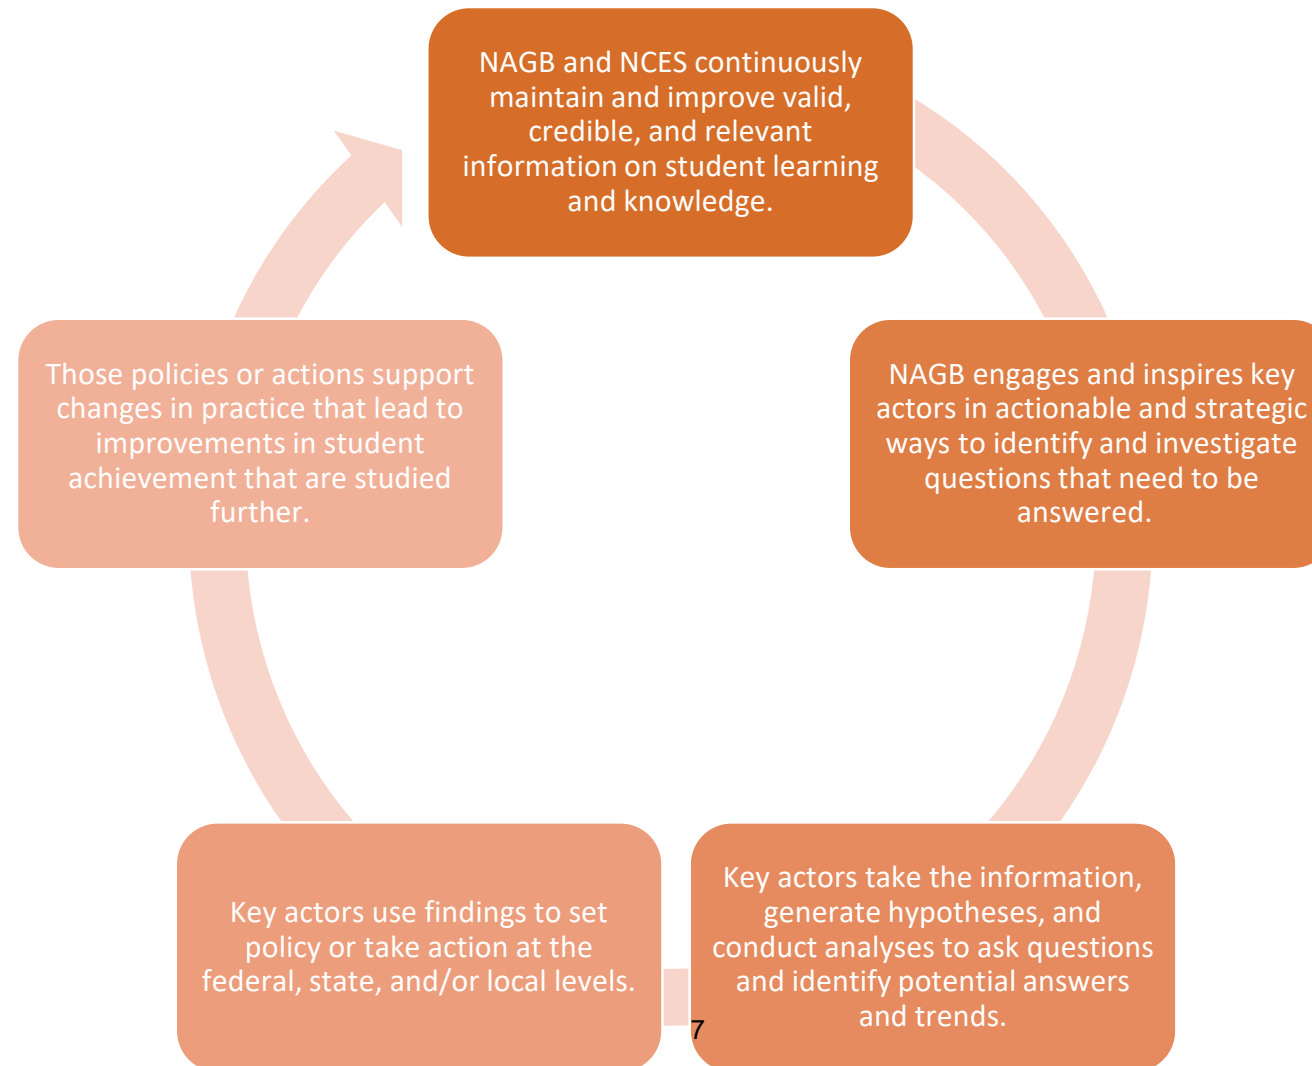 NAGB and NCES continuously
maintain and improve valid,
credible, and relevant
information on student learning
and knowledge.
NAGB engages and inspires key
actors in actionable and strategic
ways to identify and investigate
questions that need to be
answered.
Key actors take the information,
generate hypotheses, and
conduct analyses to ask questions
and identify potential answers
and trends.
Key actors use findings to set
policy or take action at the
federal, state, and/or local levels.
Those policies or actions support
changes in practice that lead to
improvements in student
achievement that are studied
further.
7